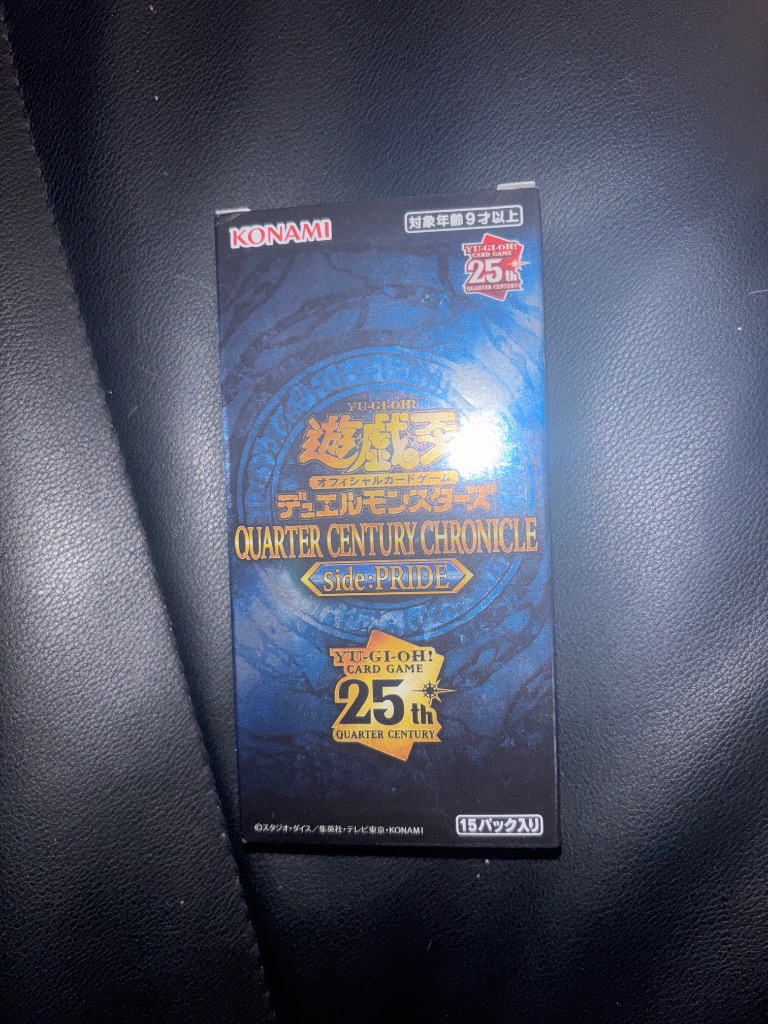 KONAMI
対象年齢9才以上
YU-GI-OH!
CARD GAME
25th
QUARTER CENTURY
YU-GI-OH!
遊戯王
オフィシャルカードゲーム
デュエルモンスターズ
QUARTER CENTURY CHRONICLE
side:PRIDE
YU-GI-OH!
CARD GAME
25th
QUARTER CENTURY
©スタジオ・ダイス/集英社・テレビ東京・KONAMI
15パック入り